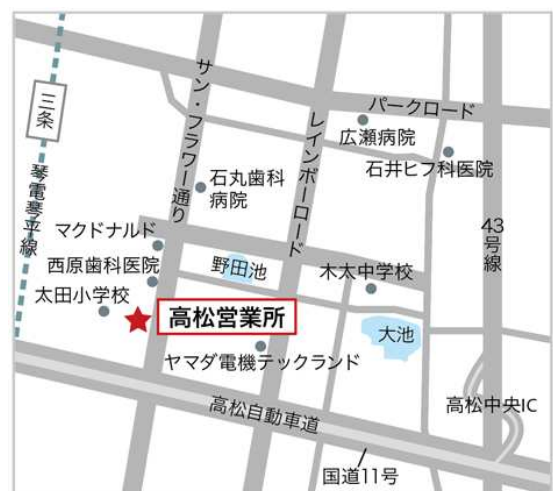 三条
琴電琴平線
サン・フラワー通り
レインボーロード
パークロード
広瀬病院
石井ヒフ科医院
石丸歯科
病院
43号線
マクドナルド
西原歯科医院
太田小学校
野田池
木太中学校
高松営業所
大池
ヤマダ電機テックランド
高松自動車道
高松中央IC
国道11号